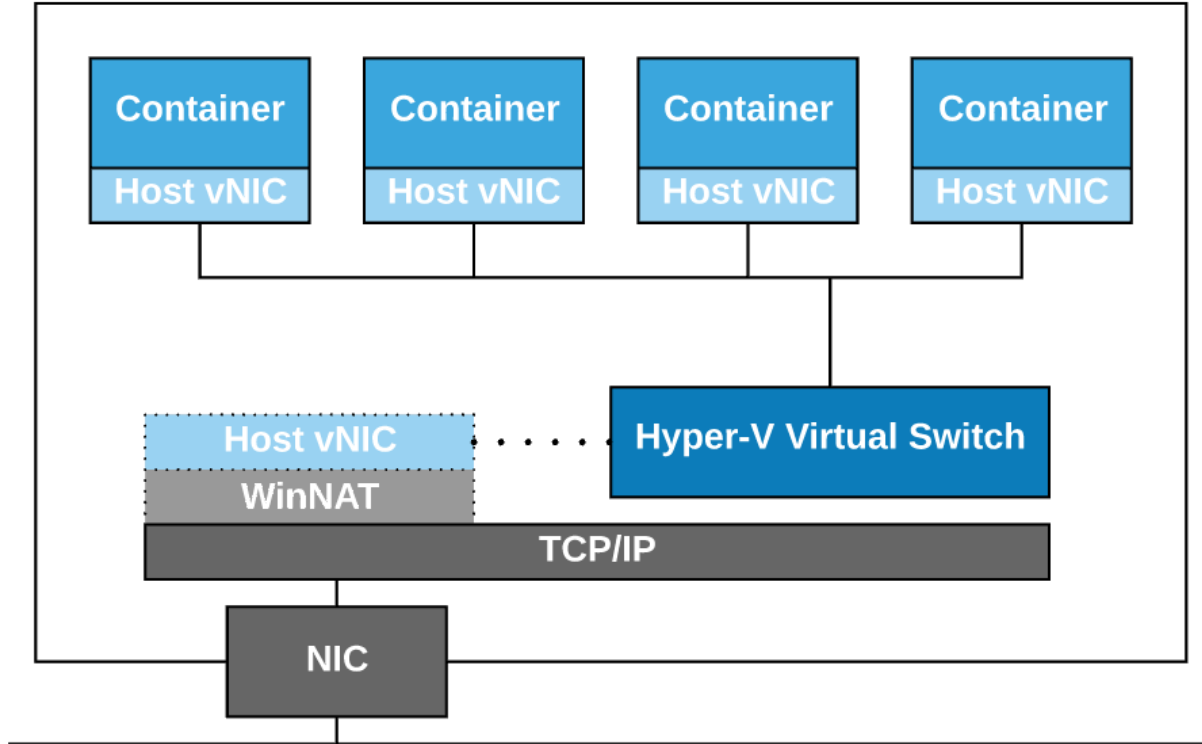 Container
Container
Container
Container
Host vNIC
Host vNIC
Host vNIC
Host vNIC
Host vNIC
Hyper-V Virtual Switch
WinNAT
TCP/IP
NIC